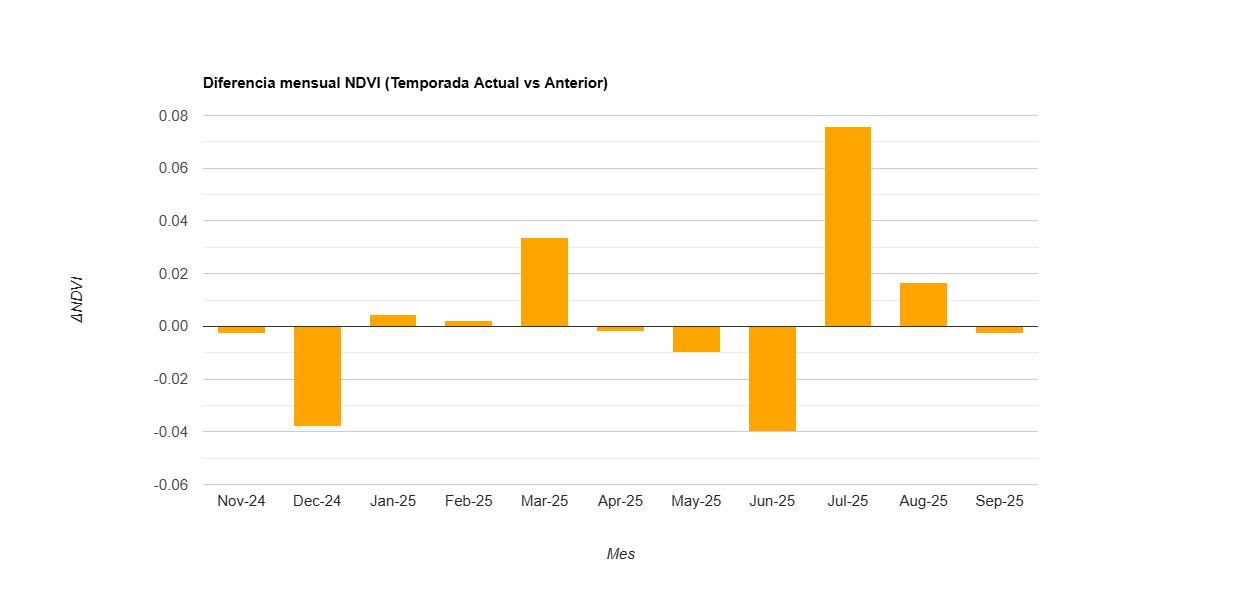 Diferencia mensual NDVI (Temporada Actual vs Anterior)
0.08
0.06
0.04
0.02
0.00
-0.02
-0.04
-0.06
ΔNDVI
Nov-24 Dec-24 Jan-25 Feb-25 Mar-25 Apr-25 May-25 Jun-25 Jul-25 Aug-25 Sep-25
Mes